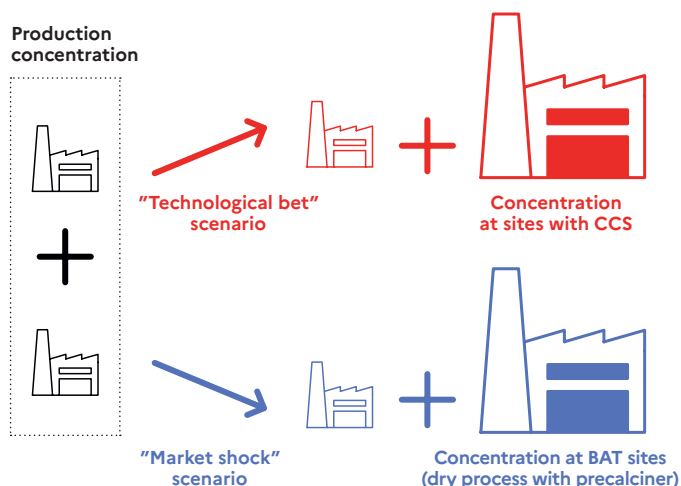 Production
concentration
"Technological bet"
scenario
Concentration
at sites with CCS
"Market shock"
scenario
Concentration at BAT sites
(dry process with precalciner)